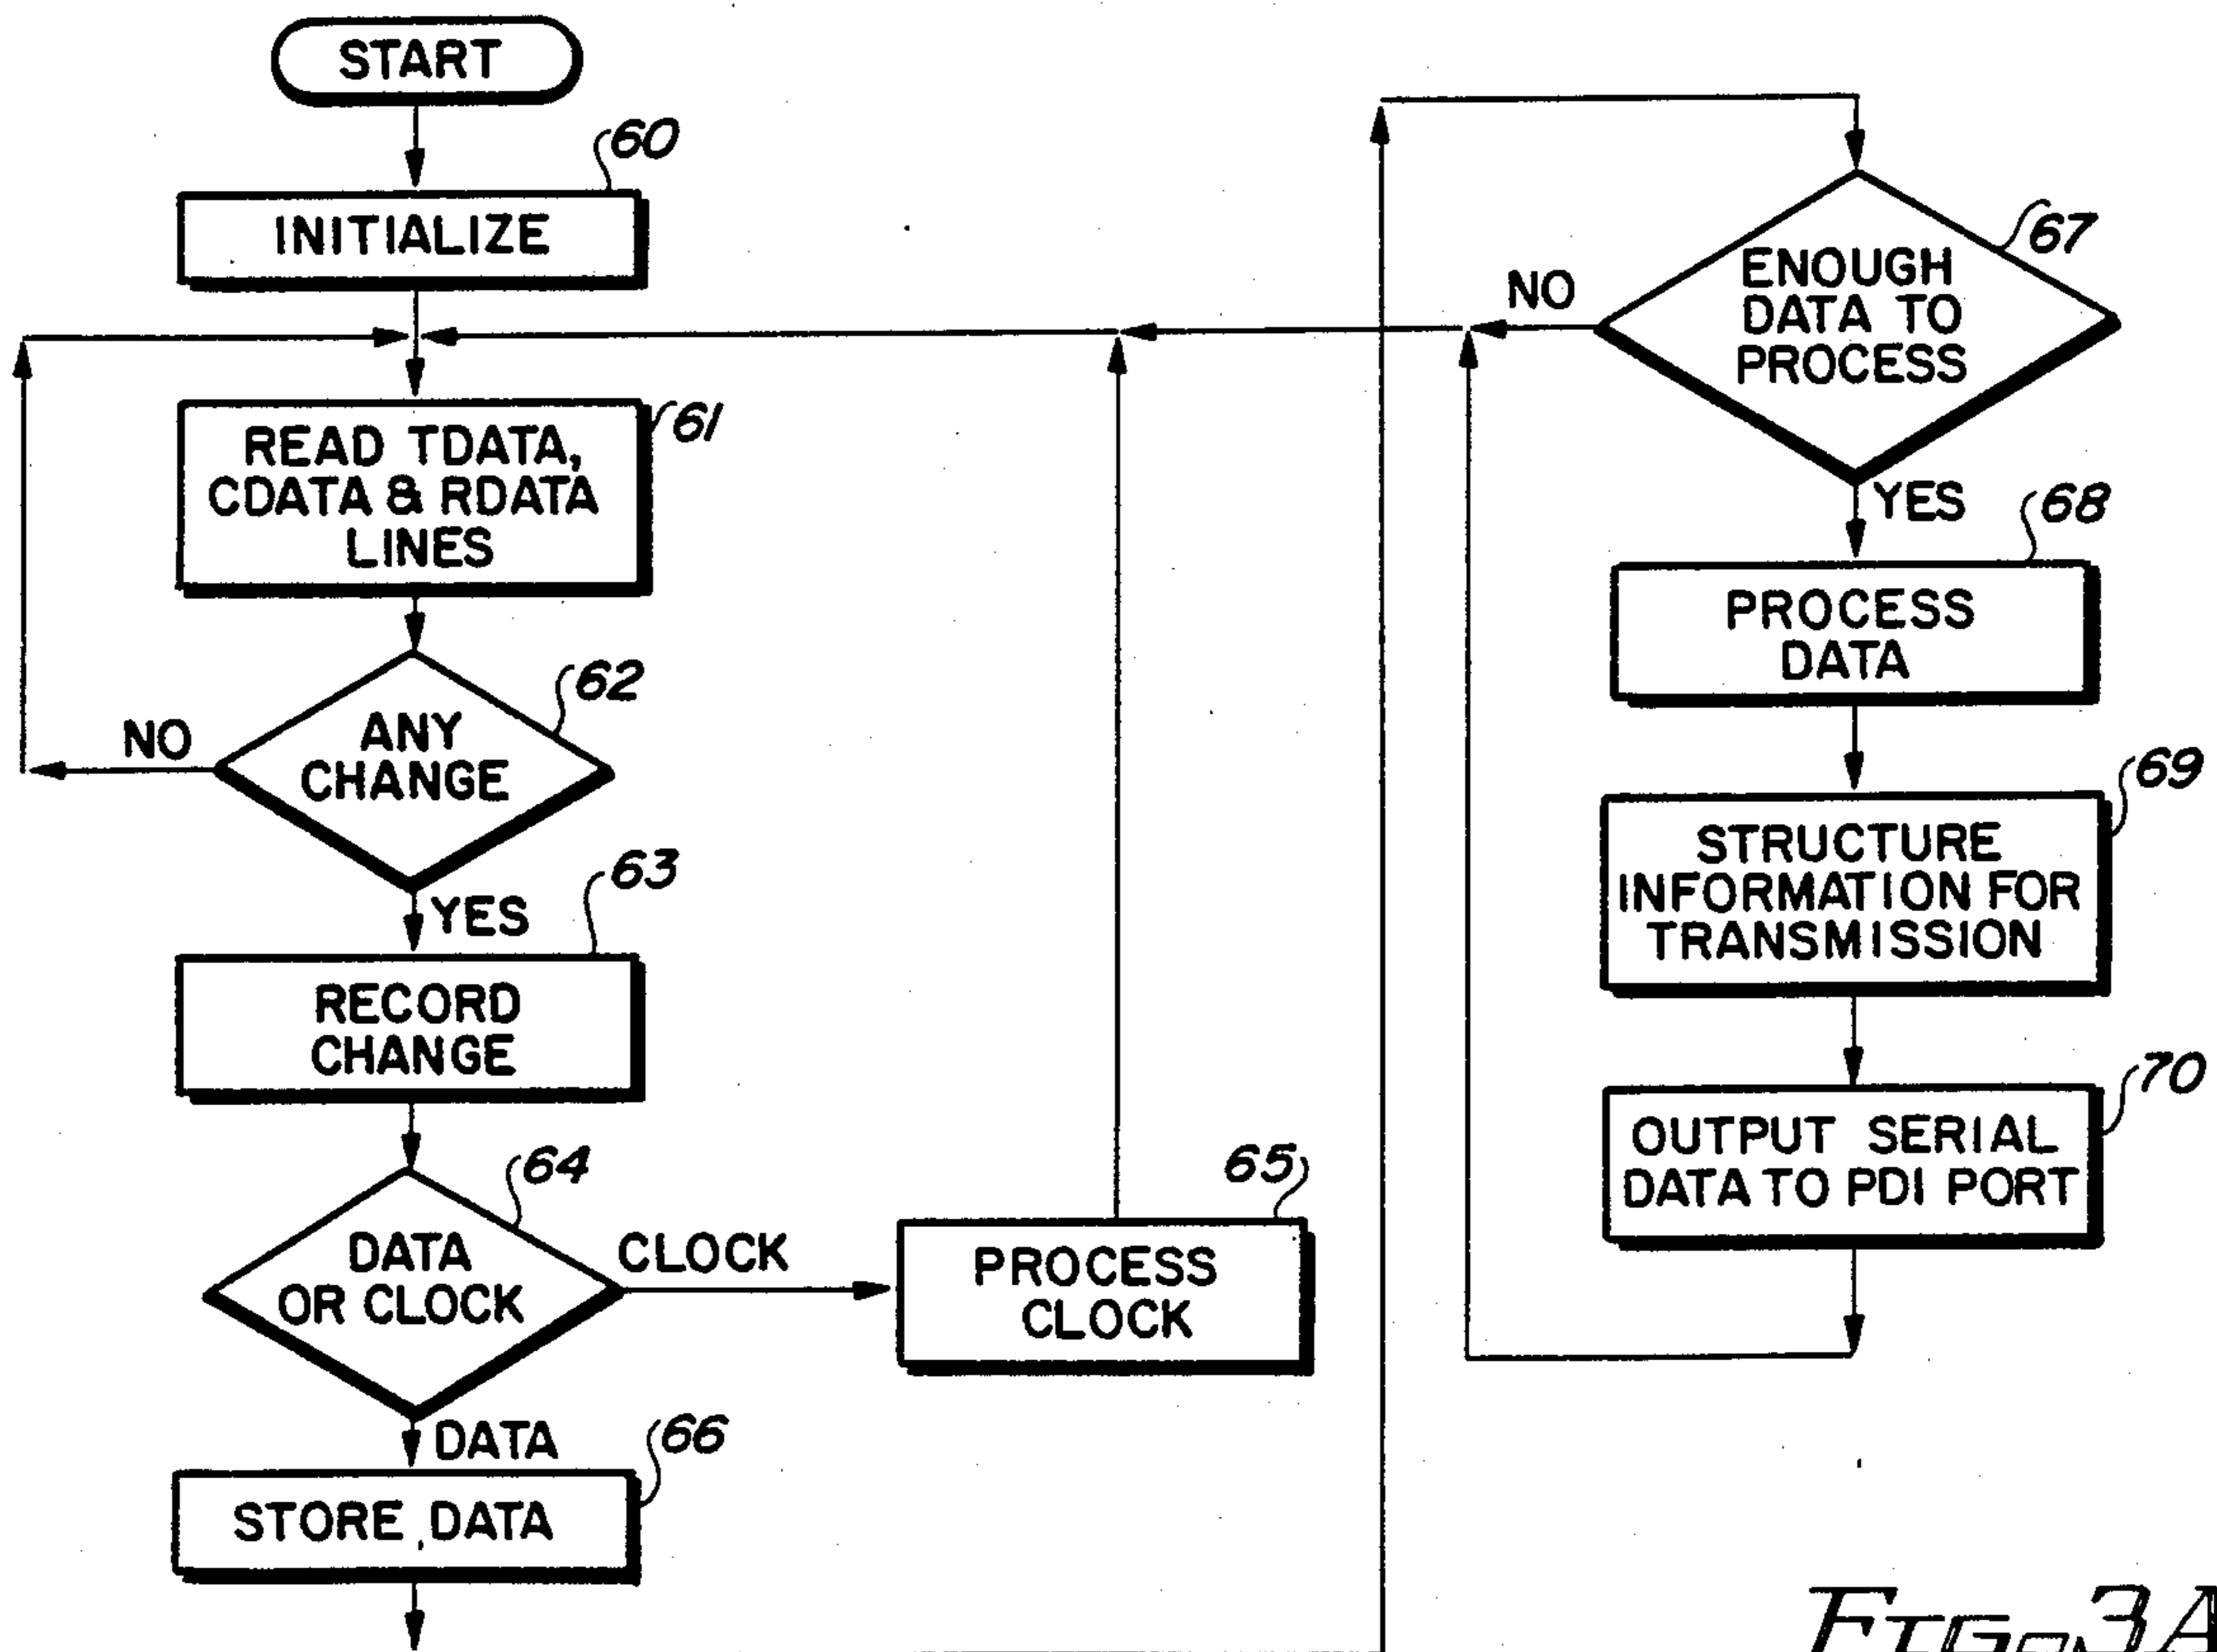 START
60
INITIALIZE
61
READ TDATA,
CDATA & RDATA
LINES
62
ANY
CHANGE
NO
YES
63
RECORD
CHANGE
64
DATA
OR CLOCK
CLOCK
65
PROCESS
CLOCK
DATA
66
STORE DATA
67
ENOUGH
DATA TO
PROCESS
NO
YES
68
PROCESS
DATA
69
STRUCTURE
INFORMATION FOR
TRANSMISSION
70
OUTPUT SERIAL
DATA TO PDI PORT
FIG. 3A